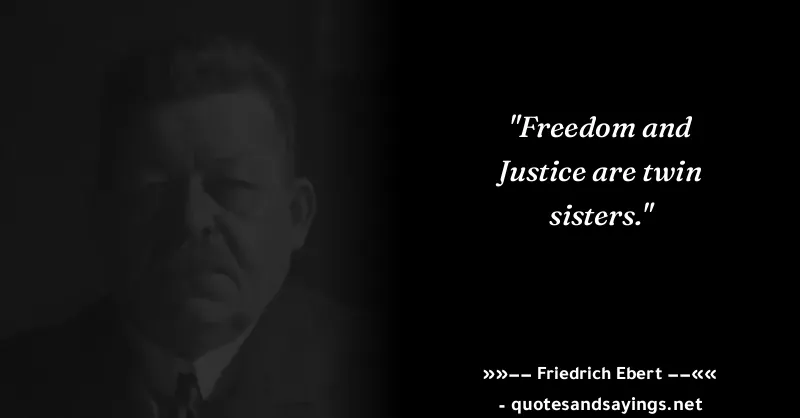 "Freedom and
Justice are twin
sisters."
»»—— Friedrich Ebert ——««
- quotesandsayings.net